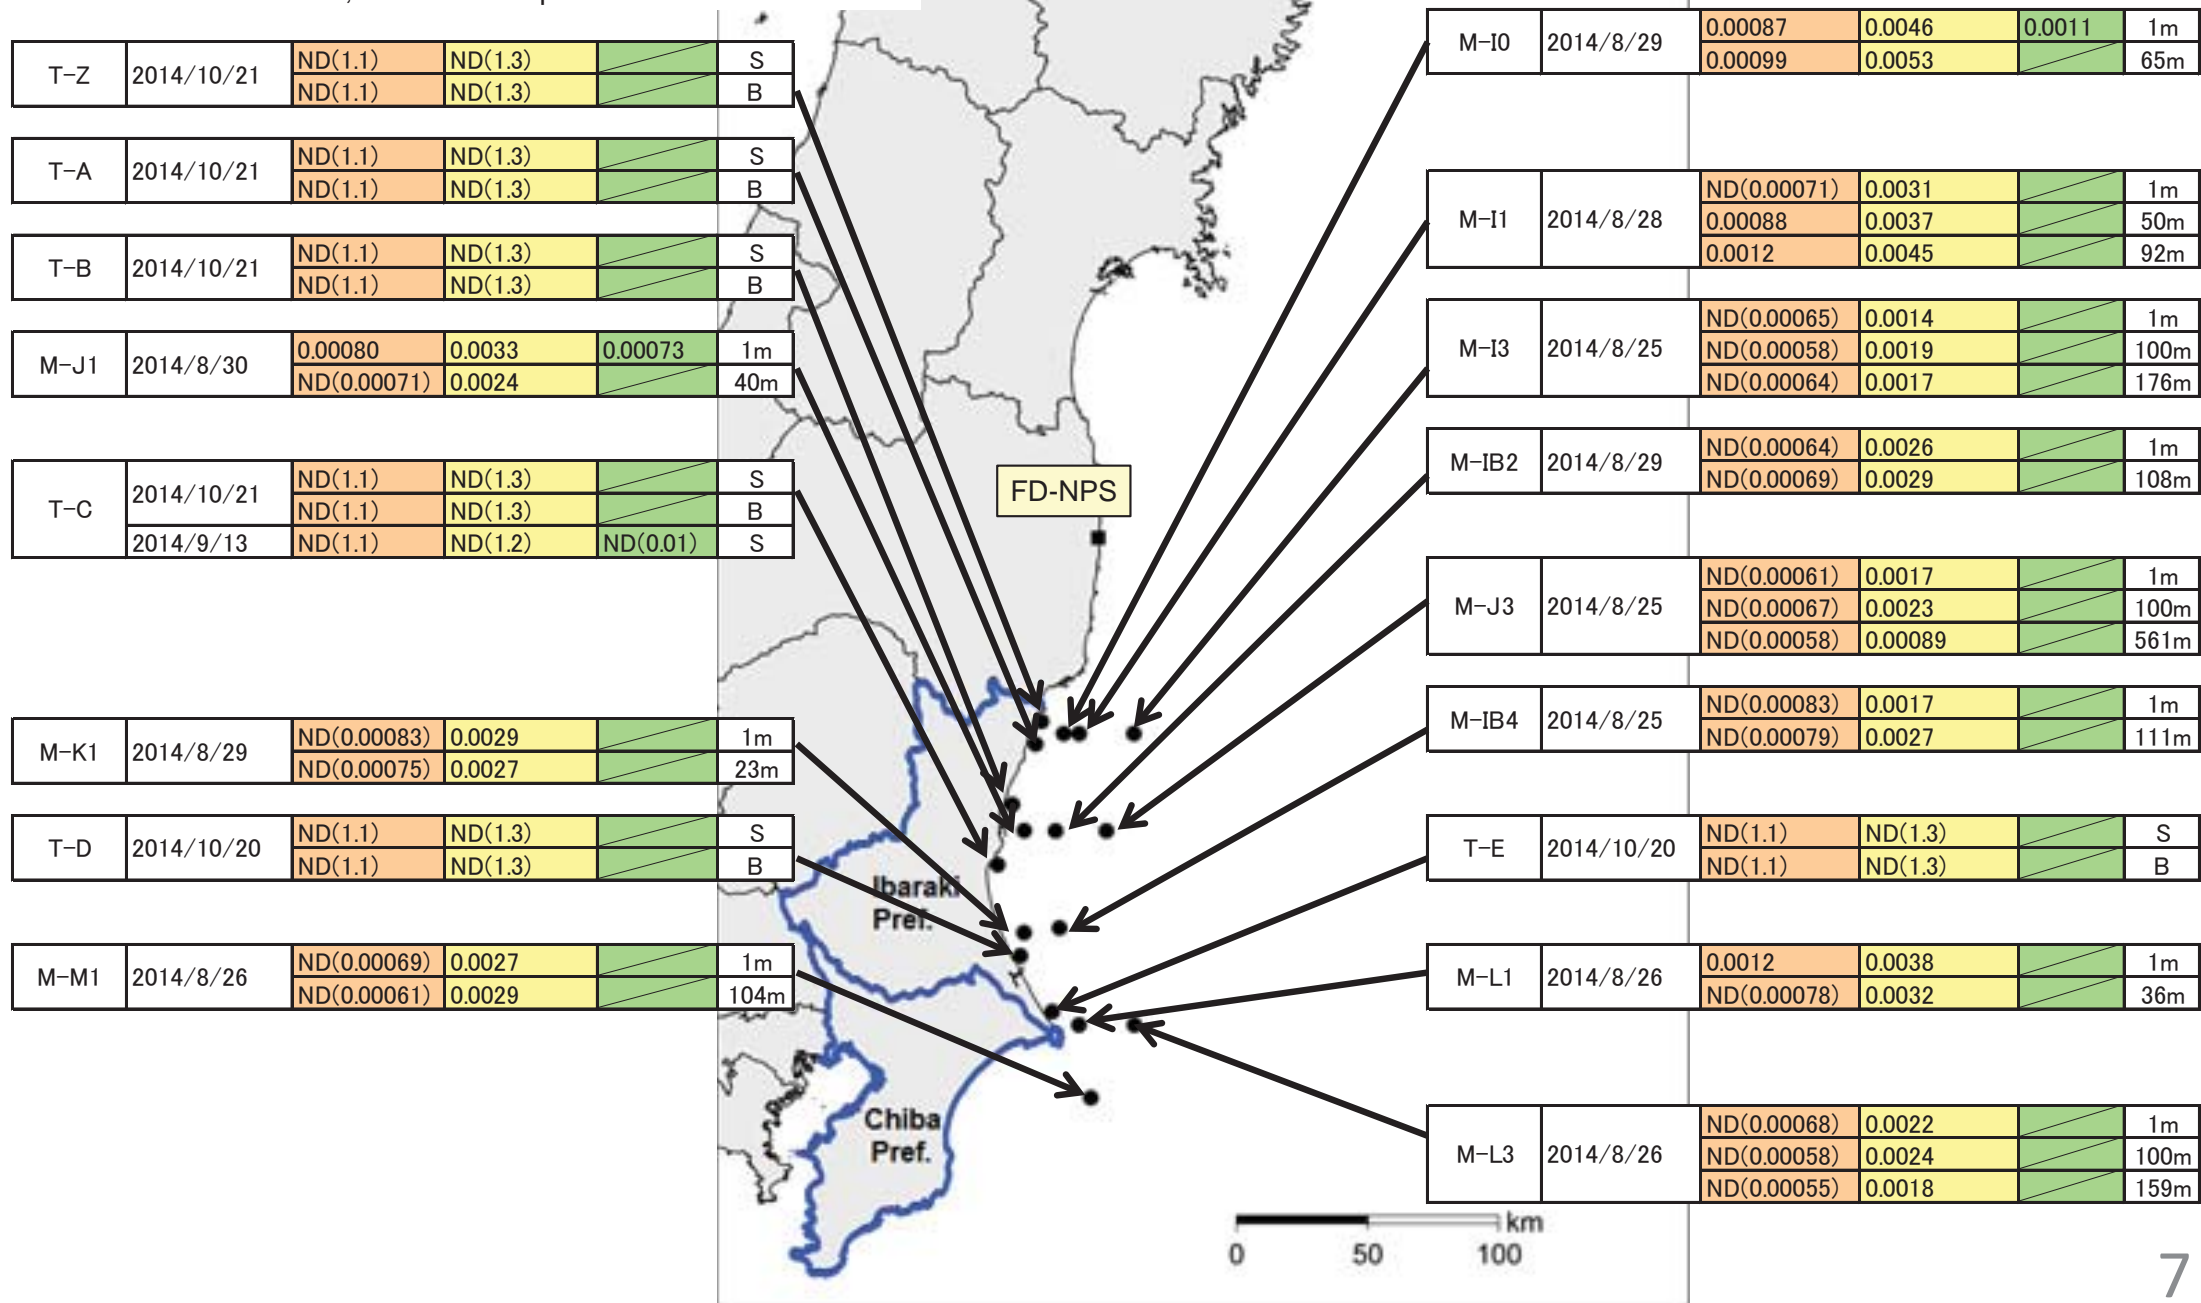 T-Z 2014/10/21 ND(1.1) ND(1.3) S
ND(1.1) ND(1.3) B
T-A 2014/10/21 ND(1.1) ND(1.3) S
ND(1.1) ND(1.3) B
T-B 2014/10/21 ND(1.1) ND(1.3) S
ND(1.1) ND(1.3) B
M-J1 2014/8/30 0.00080 0.0033 0.00073 1m
ND(0.00071) 0.0024 40m
T-C 2014/10/21 ND(1.1) ND(1.3) S
ND(1.1) ND(1.3) B
2014/9/13 ND(1.1) ND(1.2) ND(0.01) S
M-K1 2014/8/29 ND(0.00083) 0.0029 1m
ND(0.00075) 0.0027 23m
T-D 2014/10/20 ND(1.1) ND(1.3) S
ND(1.1) ND(1.3) B
M-M1 2014/8/26 ND(0.00069) 0.0027 1m
ND(0.00061) 0.0029 104m
FD-NPS
Ibaraki
Pref.
Chiba
Pref.
M-I0 2014/8/29 0.00087 0.0046 0.0011 1m
0.00099 0.0053 65m
M-I1 2014/8/28 ND(0.00071) 0.0031 1m
0.00088 0.0037 50m
0.0012 0.0045 92m
M-I3 2014/8/25 ND(0.00065) 0.0014 1m
ND(0.00058) 0.0019 100m
ND(0.00064) 0.0017 176m
M-IB2 2014/8/29 ND(0.00064) 0.0026 1m
ND(0.00069) 0.0029 108m
M-J3 2014/8/25 ND(0.00061) 0.0017 1m
ND(0.00067) 0.0023 100m
ND(0.00058) 0.00089 561m
M-IB4 2014/8/25 ND(0.00083) 0.0017 1m
ND(0.00079) 0.0027 111m
T-E 2014/10/20 ND(1.1) ND(1.3) S
ND(1.1) ND(1.3) B
M-L1 2014/8/26 0.0012 0.0038 1m
ND(0.00078) 0.0032 36m
M-L3 2014/8/26 ND(0.00068) 0.0022 1m
ND(0.00058) 0.0024 100m
ND(0.00055) 0.0018 159m
km
0 50 100
7